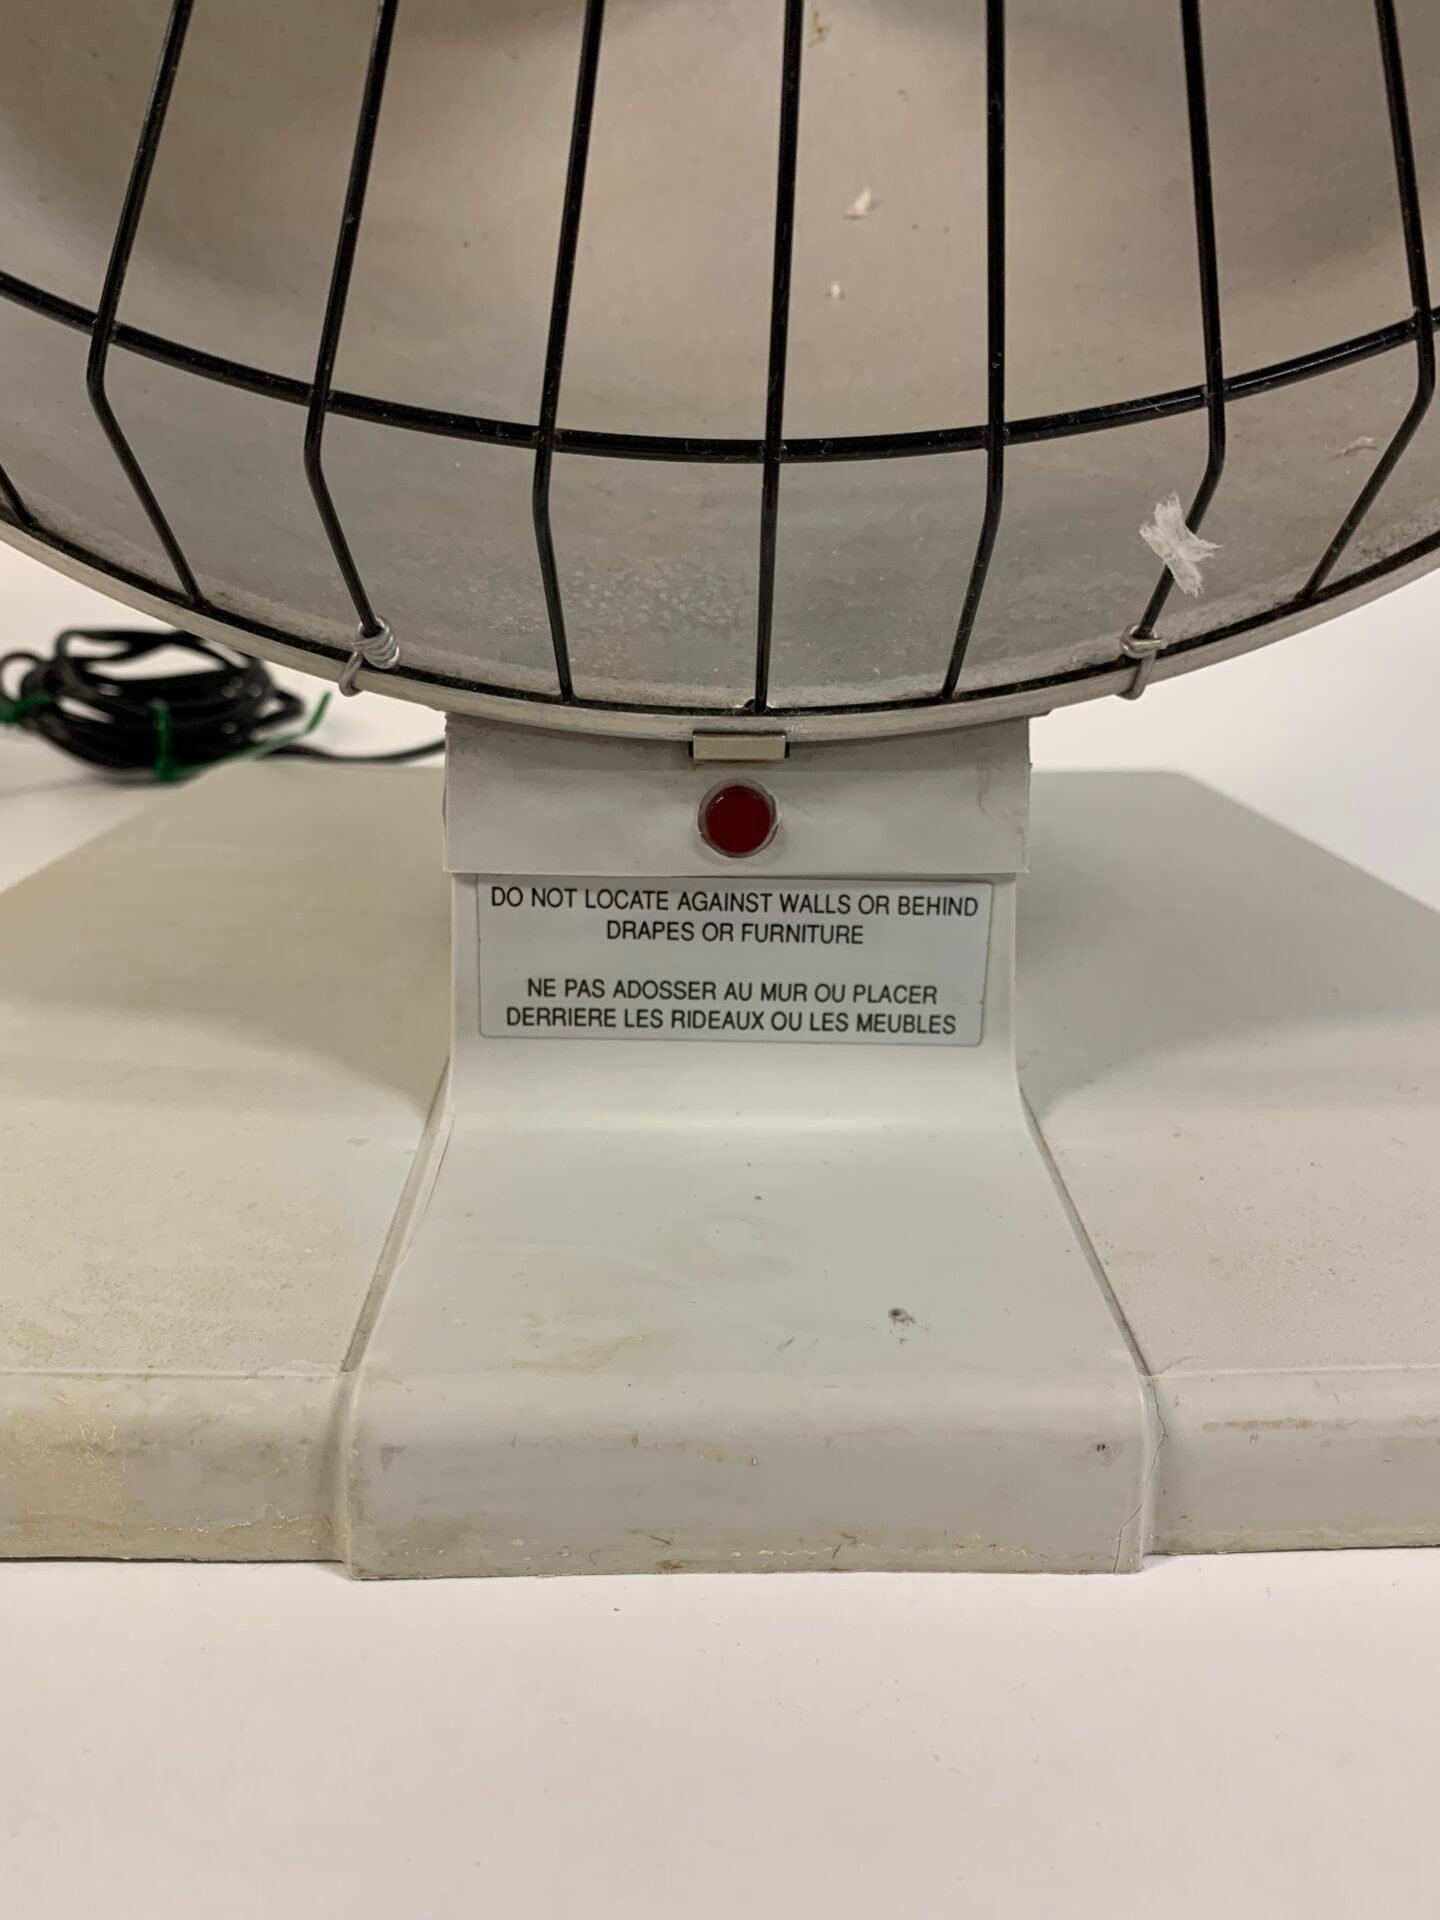 DO NOT LOCATE AGAINST WALLS OR BEHIND
DRAPES OR FURNITURE
NE PAS ADOSSER AU MUR OU PLACER
DERRIERE LES RIDEAUX OU LES MEUBLES